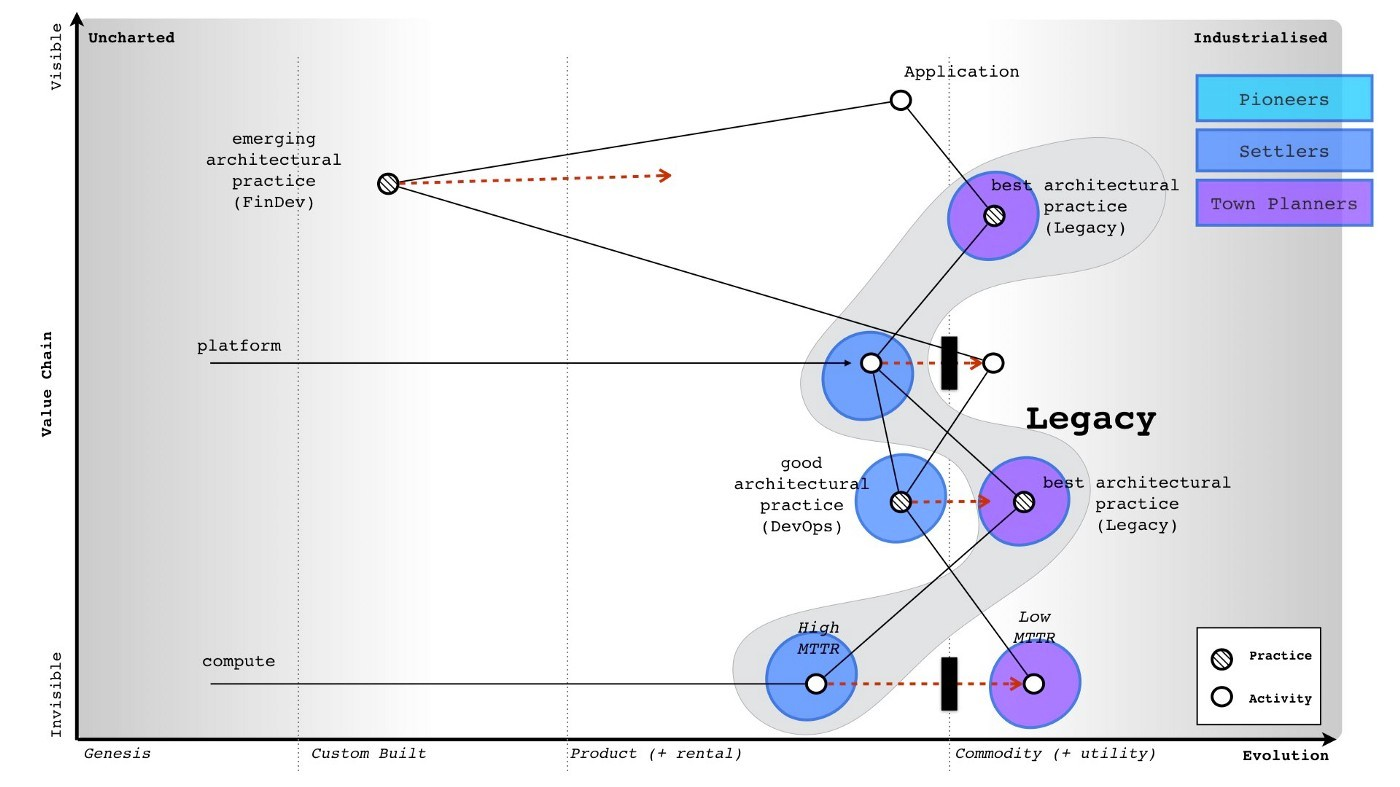 Visible
Uncharted
Industrialised
Application
Pioneers
emerging
architectural
practice
(FinDev)
Settlers
best architectural
practice
(Legacy)
Town Planners
platform
Value Chain
Legacy
good
architectural
practice
(DevOps)
best architectural
practice
(Legacy)
High
MTTR
Low
MTTR
compute
Invisible
Practice
Activity
Genesis
Custom Built
Product (+ rental)
Commodity (+ utility)
Evolution